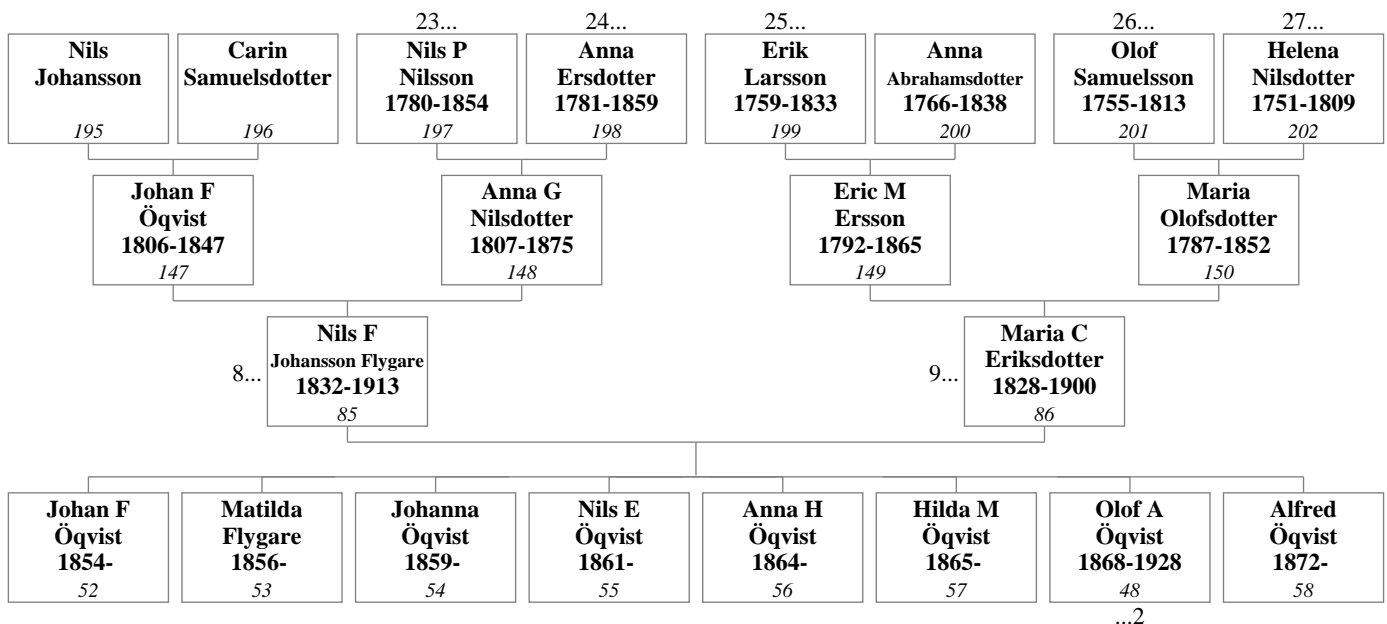 23...
24...
25...
26...
27...
Nils
Johansson
195
Carin
Samuelsdotter
196
Nils P
Nilsson
1780-1854
197
Anna
Ersdotter
1781-1859
198
Erik
Larsson
1759-1833
199
Anna
Abrahamsdotter
1766-1838
200
Olof
Samuelsson
1755-1813
201
Helena
Nilsdotter
1751-1809
202
Johan F
Öqvist
1806-1847
147
Anna G
Nilsdotter
1807-1875
148
Eric M
Ersson
1792-1865
149
Maria
Olofsdotter
1787-1852
150
8...
Nils F
Johansson Flygare
1832-1913
85
9...
Maria C
Eriksdotter
1828-1900
86
Johan F
Öqvist
1854-
52
Matilda
Flygare
1856-
53
Johanna
Öqvist
1859-
54
Nils E
Öqvist
1861-
55
Anna H
Öqvist
1864-
56
Hilda M
Öqvist
1865-
57
Olof A
Öqvist
1868-1928
48
...2
Alfred
Öqvist
1872-
58